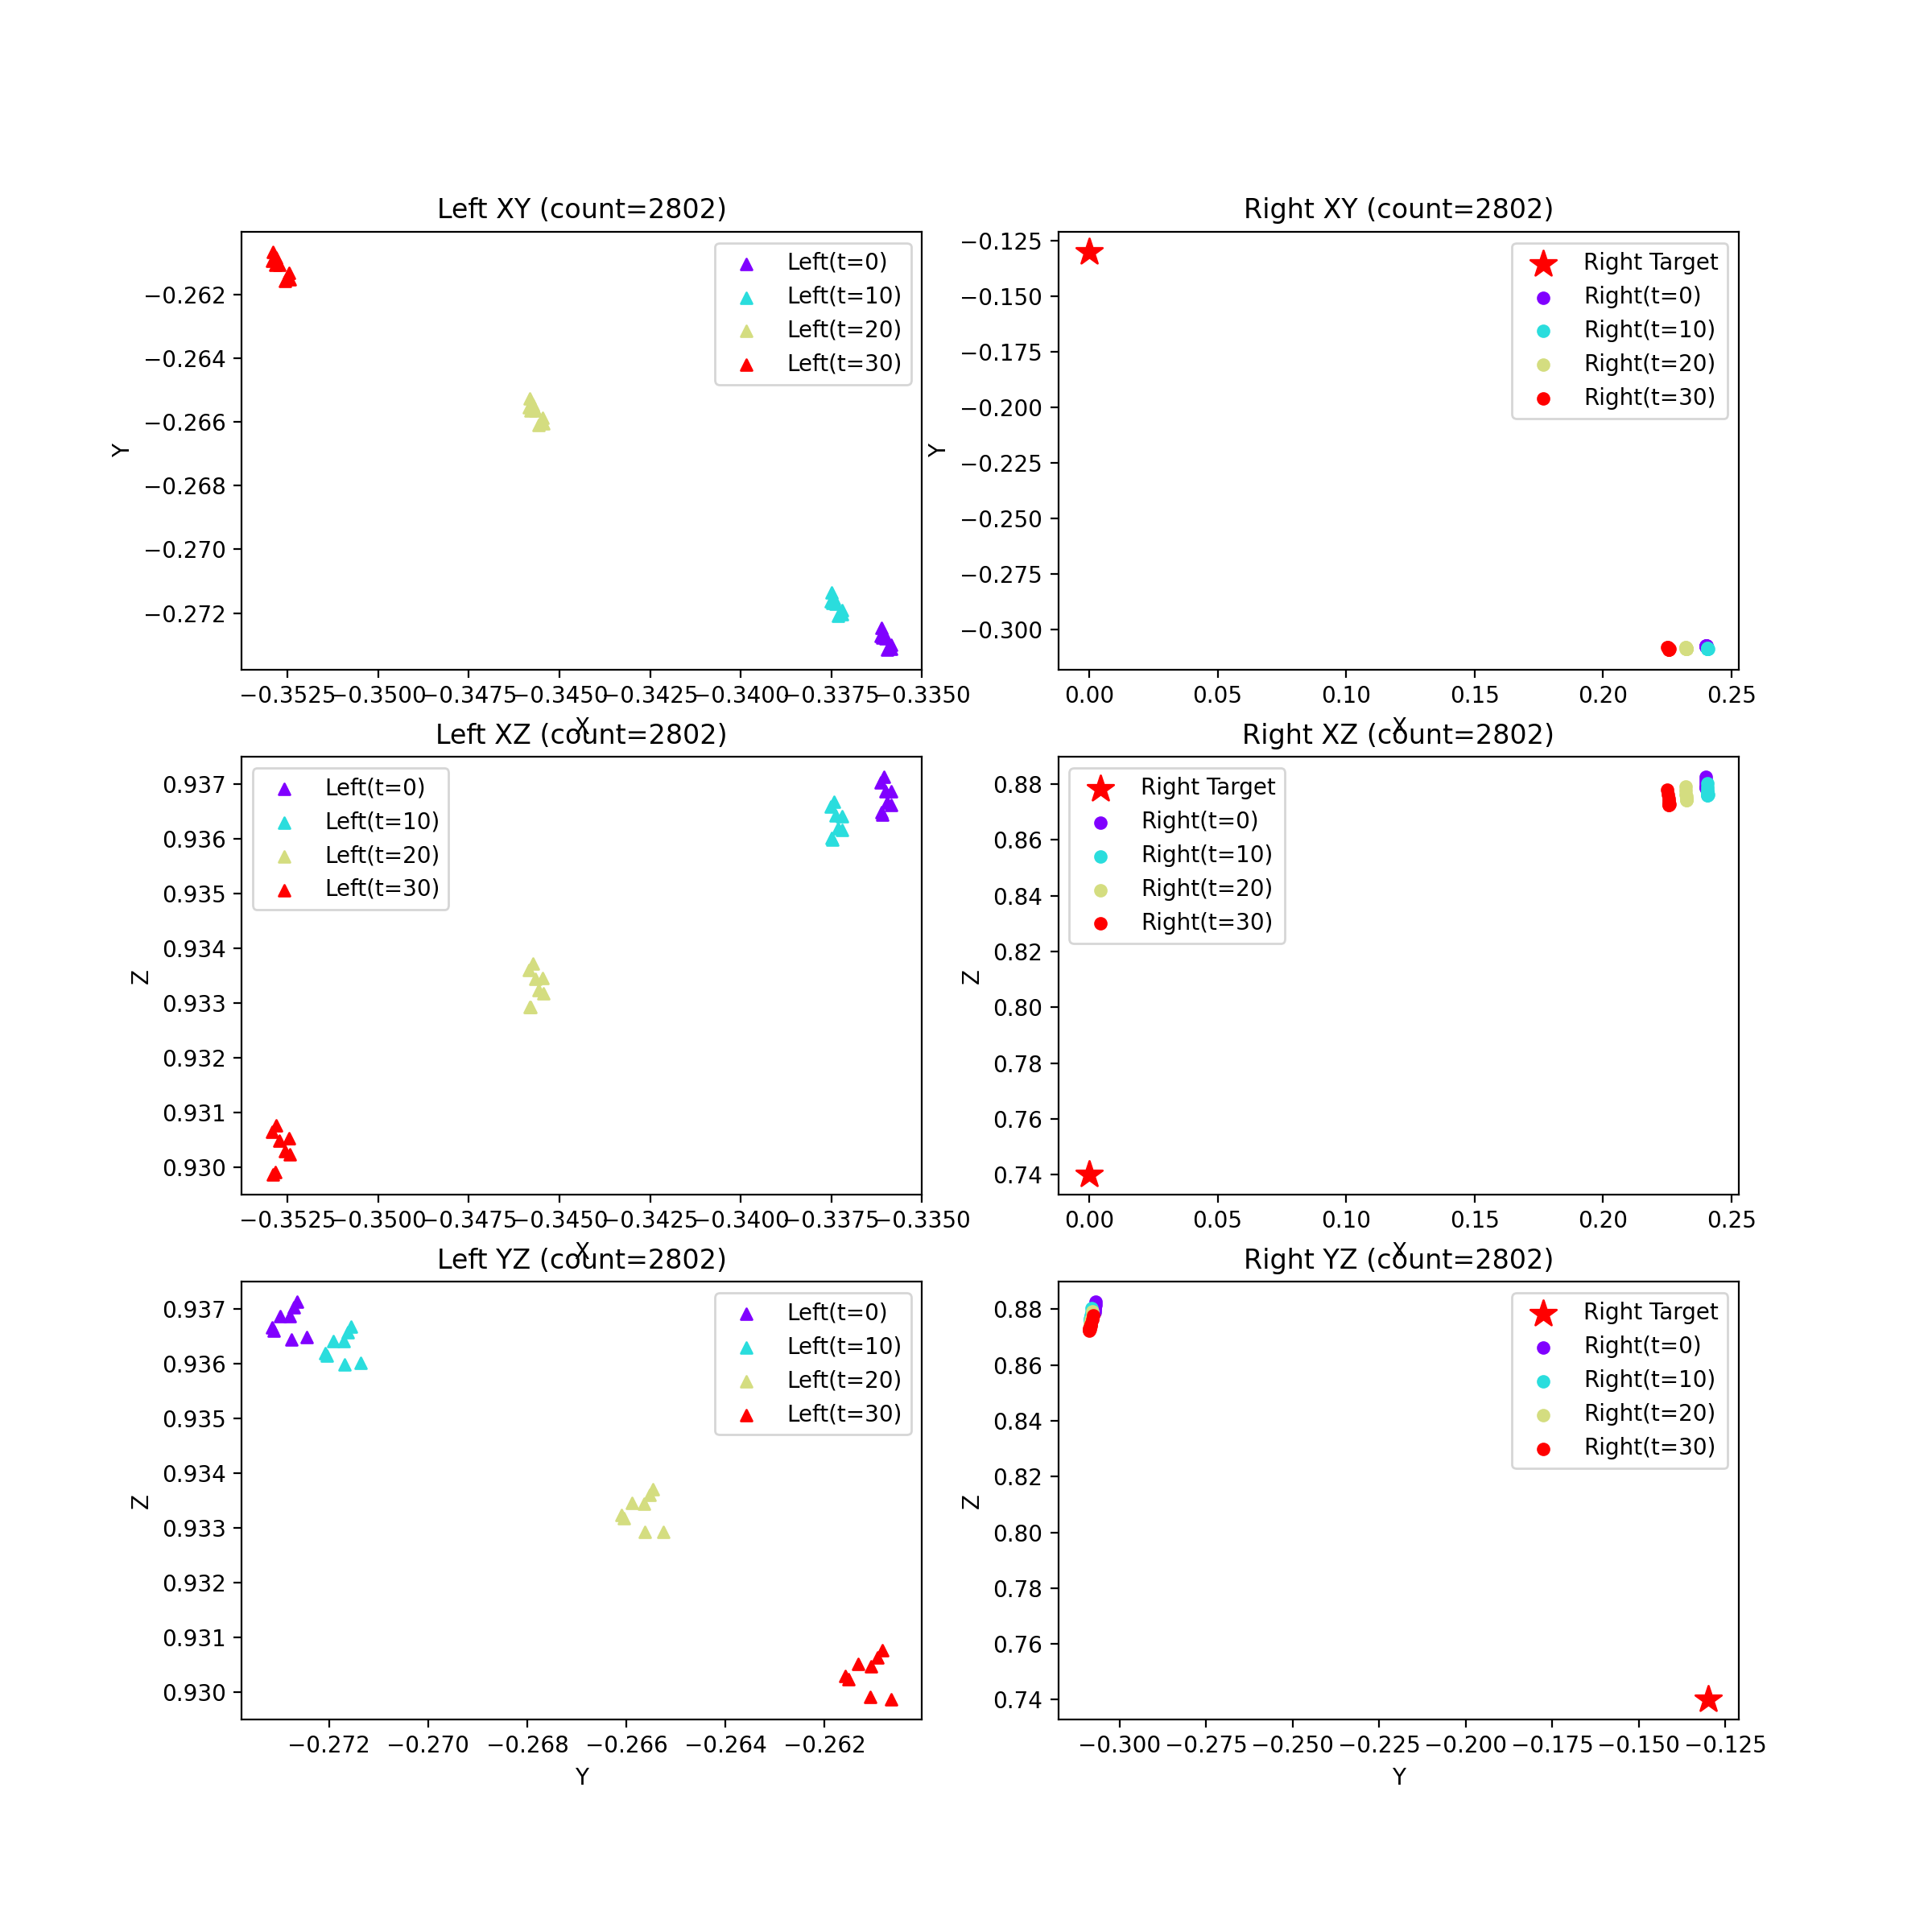 Left XY (count=2802)
Y
−0.262
−0.264
−0.266
−0.268
−0.270
−0.272
Left(t=0)
Left(t=10)
Left(t=20)
Left(t=30)
−0.3525 −0.3500 −0.3475 −0.3450 −0.3425 −0.3400 −0.3375 −0.3350
X
Right XY (count=2802)
Y
−0.125
−0.150
−0.175
−0.200
−0.225
−0.250
−0.275
−0.300
Right Target
Right(t=0)
Right(t=10)
Right(t=20)
Right(t=30)
0.00 0.05 0.10 0.15 0.20 0.25
X
Left XZ (count=2802)
Z
0.937
0.936
0.935
0.934
0.933
0.932
0.931
0.930
Left(t=0)
Left(t=10)
Left(t=20)
Left(t=30)
−0.3525 −0.3500 −0.3475 −0.3450 −0.3425 −0.3400 −0.3375 −0.3350
X
Right XZ (count=2802)
Z
0.88
0.86
0.84
0.82
0.80
0.78
0.76
0.74
Right Target
Right(t=0)
Right(t=10)
Right(t=20)
Right(t=30)
0.00 0.05 0.10 0.15 0.20 0.25
X
Left YZ (count=2802)
Z
0.937
0.936
0.935
0.934
0.933
0.932
0.931
0.930
Left(t=0)
Left(t=10)
Left(t=20)
Left(t=30)
−0.272 −0.270 −0.268 −0.266 −0.264 −0.262
Y
Right YZ (count=2802)
Z
0.88
0.86
0.84
0.82
0.80
0.78
0.76
0.74
Right Target
Right(t=0)
Right(t=10)
Right(t=20)
Right(t=30)
−0.300 −0.275 −0.250 −0.225 −0.200 −0.175 −0.150 −0.125
Y